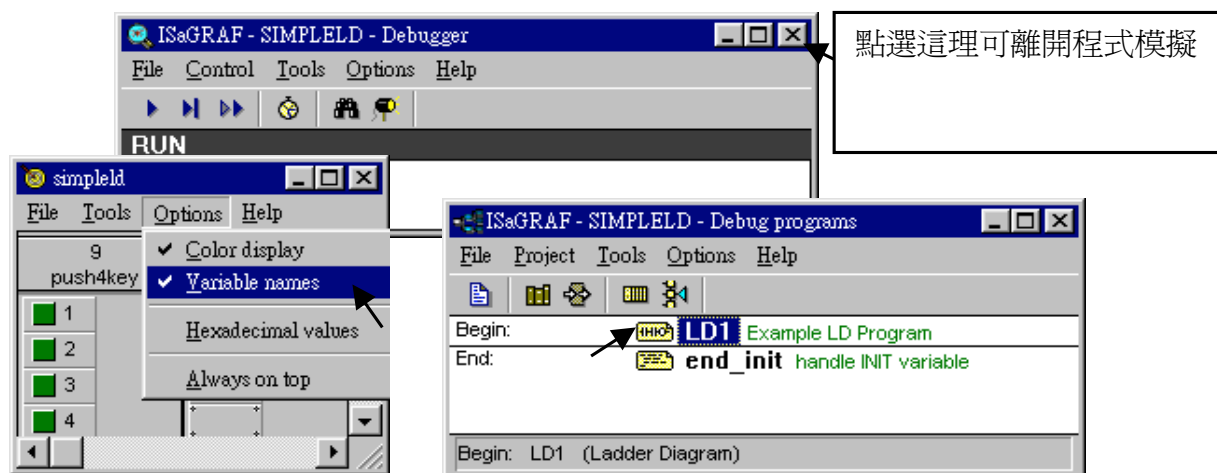 ISaGRAF - SIMPLELD - Debugger
File Control Tools Options Help
RUN
點選這理可離開程式模擬
simpleld
File Tools Options Help
9
push4key
1
2
3
4
✔ Color display
✔ Variable names
Hexadecimal values
Always on top
ISaGRAF - SIMPLELD - Debug programs
File Project Tools Options Help
Begin: LD1 Example LD Program
End: end_init handle INIT variable
Begin: LD1 (Ladder Diagram)